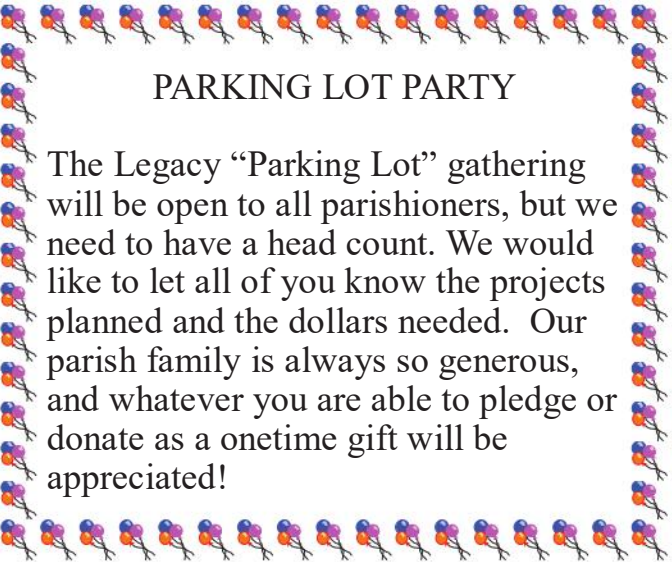 PARKING LOT PARTY
The Legacy “Parking Lot” gathering
will be open to all parishioners, but we
need to have a head count. We would
like to let all of you know the projects
planned and the dollars needed.  Our
parish family is always so generous,
and whatever you are able to pledge or
donate as a onetime gift will be
appreciated!